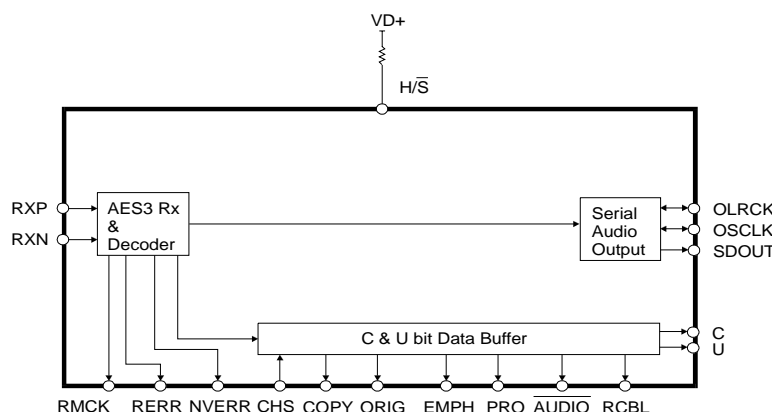 VD+
H/S̅
RXP
RXN
AES3 Rx
&
Decoder
Serial
Audio
Output
OLRCK
OSCLK
SDOUT
C & U bit Data Buffer
C
U
RMCK RERR NVERR CHS COPY ORIG EMPH PRO A̅U̅D̅I̅O̅ RCBL